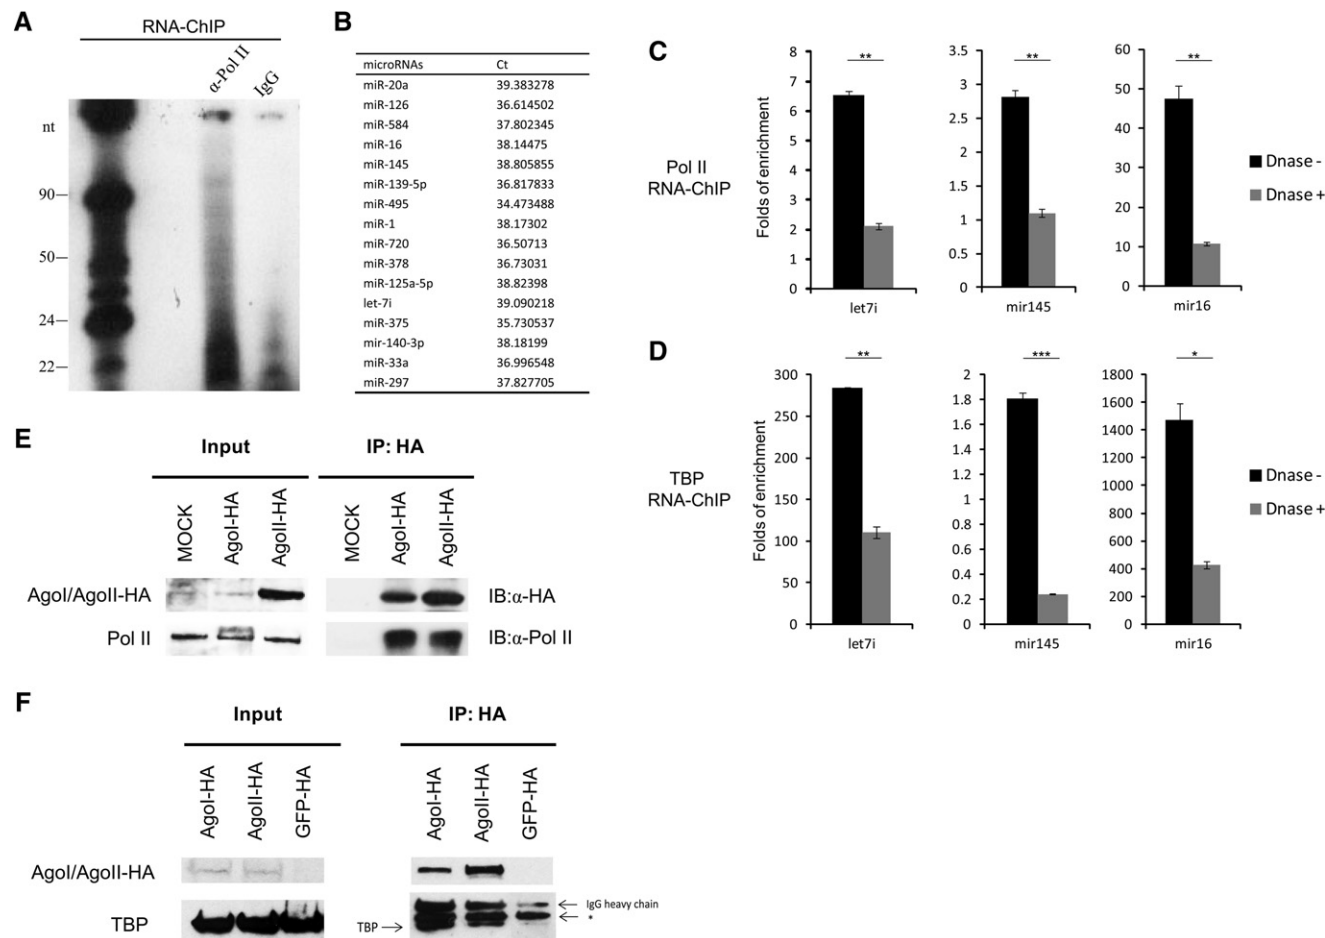 A
RNA-ChIP
α-Pol II
IgG
nt
90
50
24
22
B
microRNAs Ct
miR-20a 39.383278
miR-126 36.614502
miR-584 37.802345
miR-16 38.14475
miR-145 38.805855
miR-139-5p 36.817833
miR-495 34.473488
miR-1 38.17302
miR-720 36.50713
miR-378 36.73031
miR-125a-5p 38.82398
let-7i 39.090218
miR-375 35.730537
mir-140-3p 38.18199
miR-33a 36.996548
miR-297 37.827705
C
Pol II
RNA-ChIP
Folds of enrichment
8
7
6
5
4
3
2
1
0
**
let7i
3.5
3
2.5
2
1.5
1
0.5
0
**
mir145
60
50
40
30
20
10
0
**
mir16
Dnase -
Dnase +
D
TBP
RNA-ChIP
Folds of enrichment
300
250
200
150
100
50
0
**
let7i
2
1.8
1.6
1.4
1.2
1
0.8
0.6
0.4
0.2
0
***
mir145
1800
1600
1400
1200
1000
800
600
400
200
0
*
mir16
Dnase -
Dnase +
E
Input
IP: HA
MOCK
AgoI-HA
AgoII-HA
MOCK
AgoI-HA
AgoII-HA
AgoI/AgoII-HA
IB:α-HA
Pol II
IB:α-Pol II
F
Input
IP: HA
AgoI-HA
AgoII-HA
GFP-HA
AgoI-HA
AgoII-HA
GFP-HA
AgoI/AgoII-HA
TBP
IgG heavy chain
*
TBP